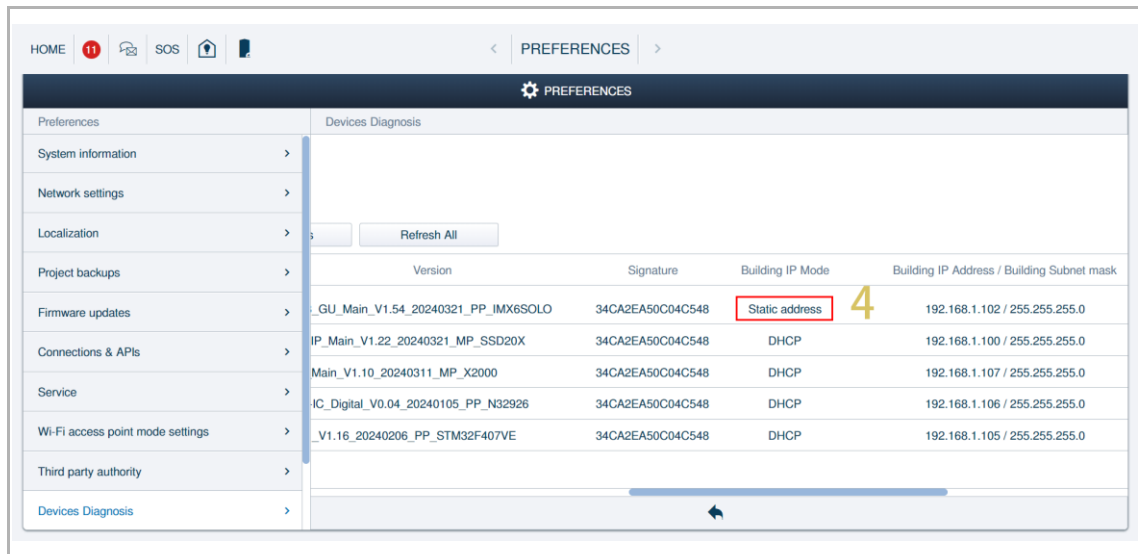 HOME 11 SOS PREFERENCES
PREFERENCES
Preferences Devices Diagnosis
System information
Network settings
Localization s Refresh All
Project backups Version Signature Building IP Mode Building IP Address / Building Subnet mask
Firmware updates _GU_Main_V1.54_20240321_PP_IMX6SOLO 34CA2EA50C04C548 Static address 4 192.168.1.102 / 255.255.255.0
IP_Main_V1.22_20240321_MP_SSD20X 34CA2EA50C04C548 DHCP 192.168.1.100 / 255.255.255.0
Connections & APIs
Main_V1.10_20240311_MP_X2000 34CA2EA50C04C548 DHCP 192.168.1.107 / 255.255.255.0
Service
-IC_Digital_V0.04_20240105_PP_N32926 34CA2EA50C04C548 DHCP 192.168.1.106 / 255.255.255.0
Wi-Fi access point mode settings _V1.16_20240206_PP_STM32F407VE 34CA2EA50C04C548 DHCP 192.168.1.105 / 255.255.255.0
Third party authority
Devices Diagnosis